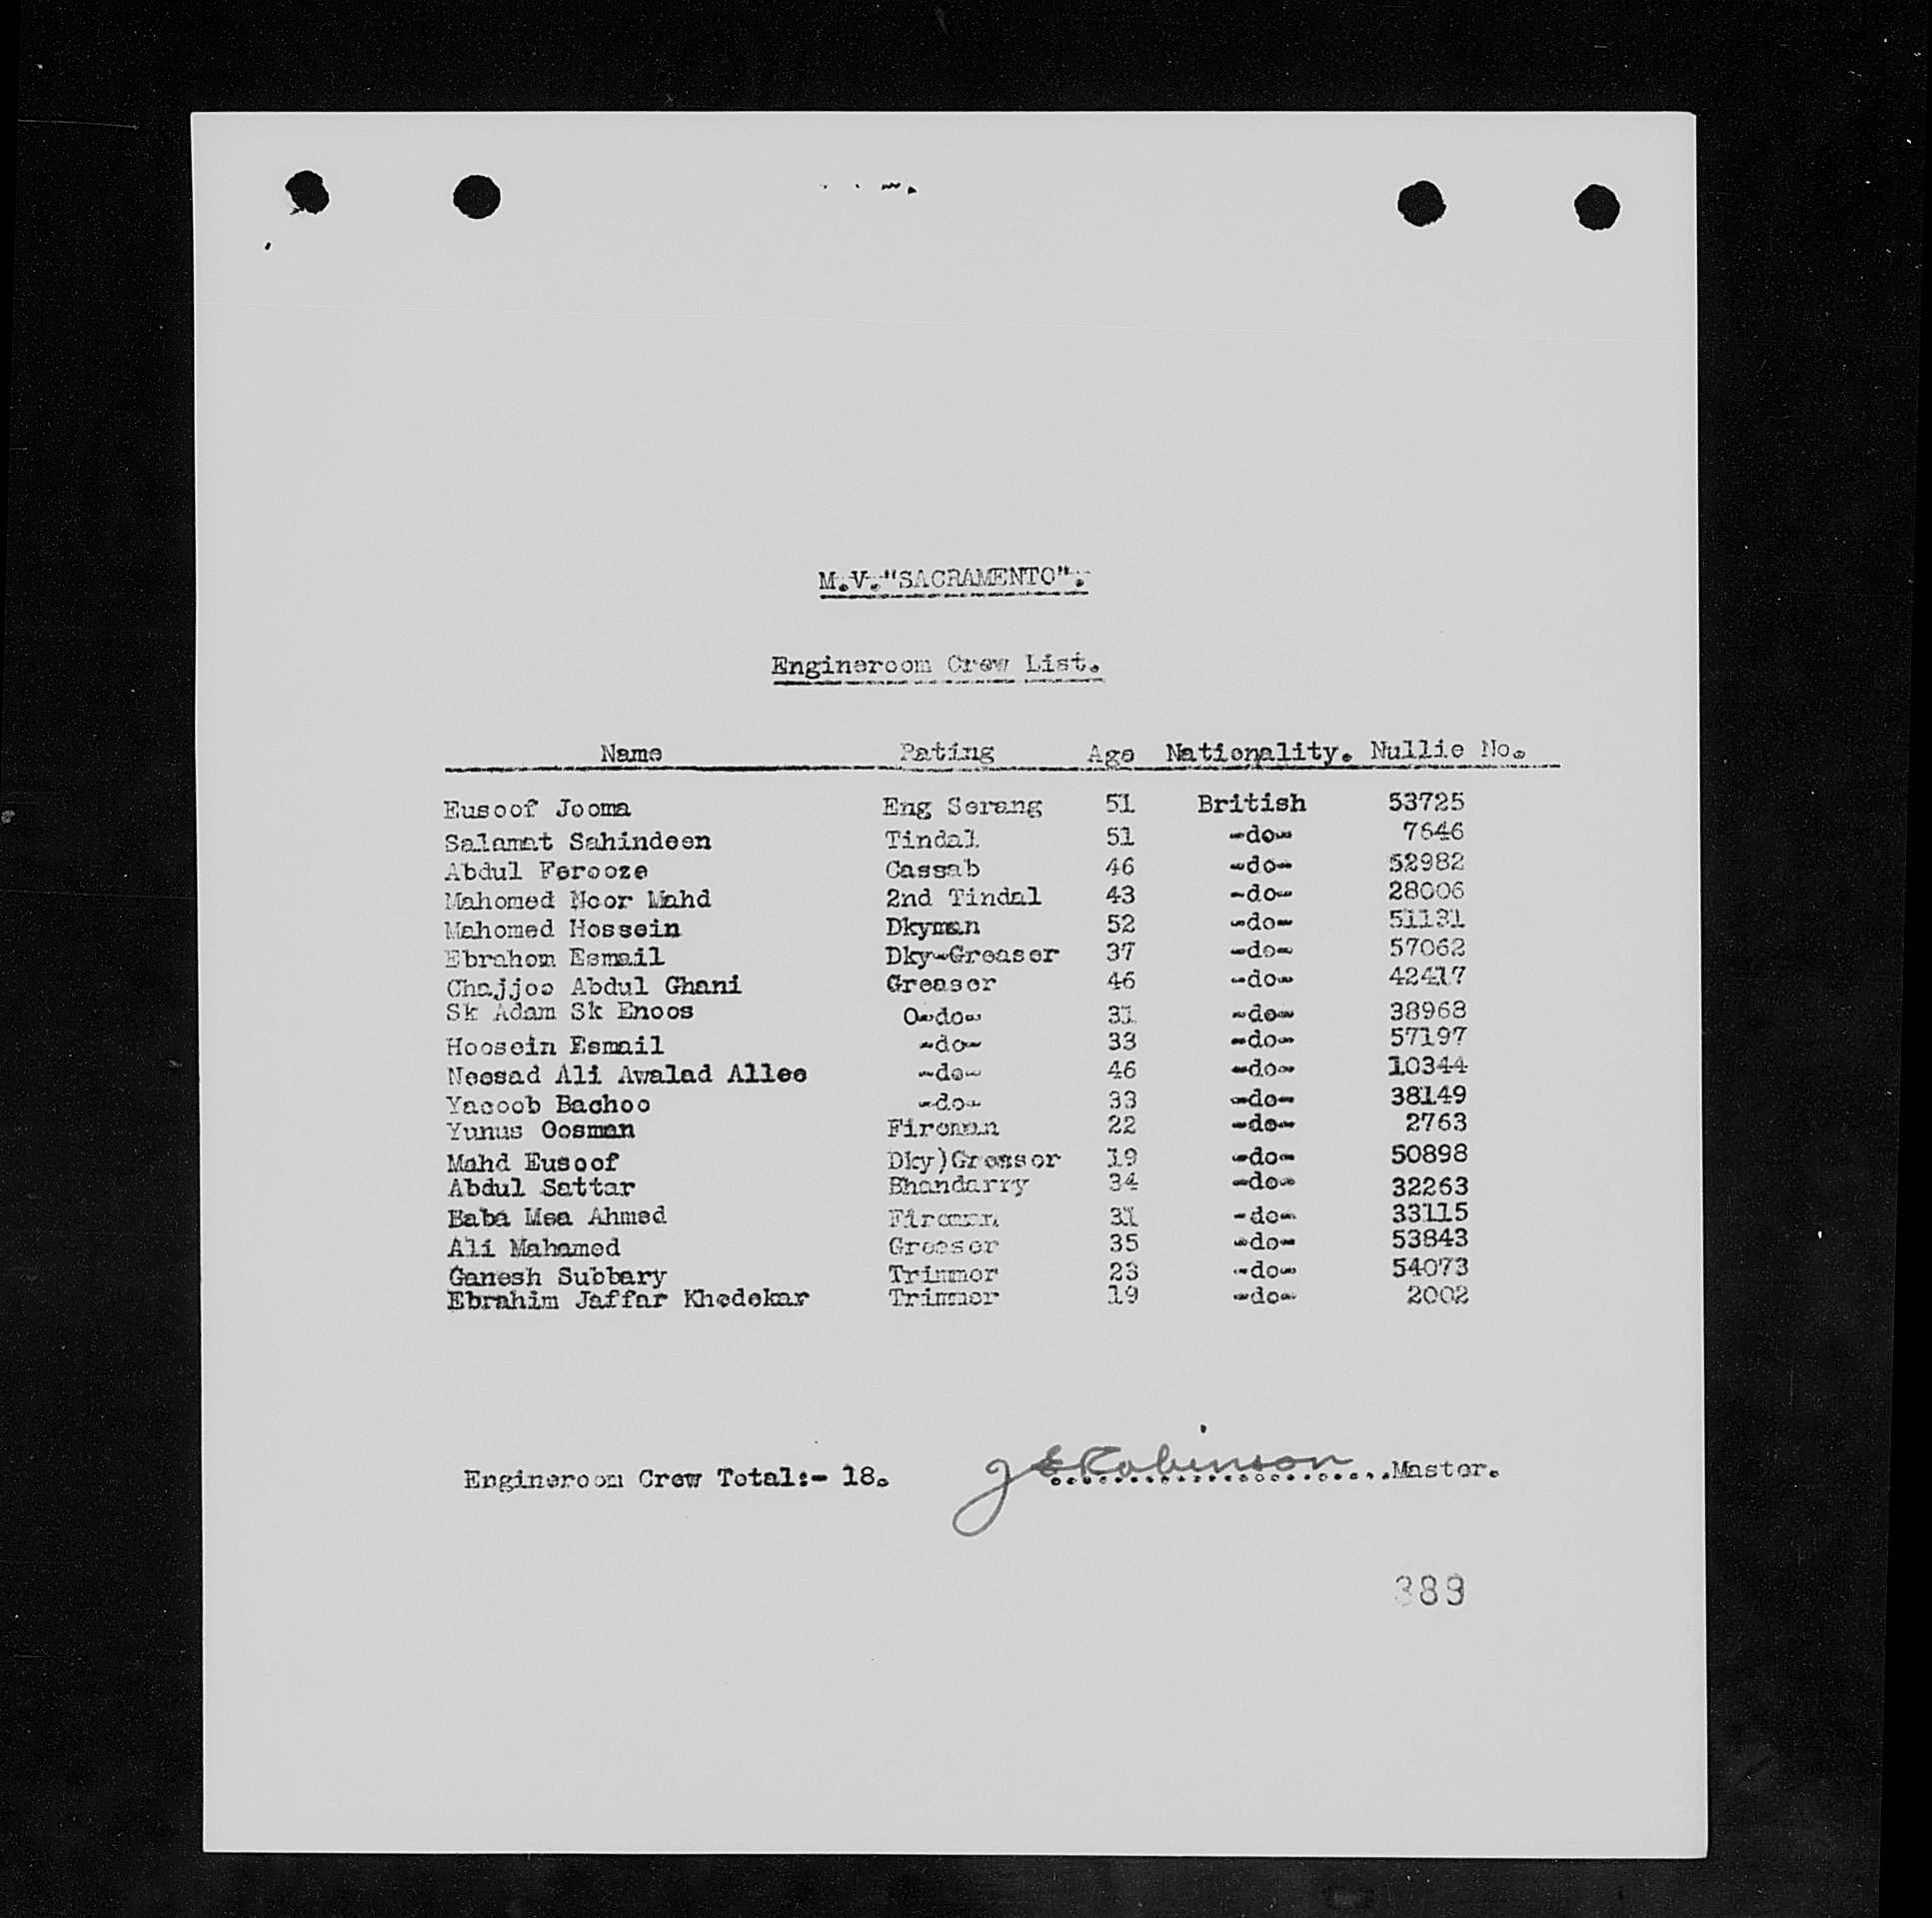 M.V."SACRAMENTO".
Engineroom Crew List.
Name Rating Age Nationality. Nullie No.
Eusoof Jooma Eng Serang 51 British 53725
Salamat Sahindeen Tindal 51 -do- 7646
Abdul Ferooze Cassab 46 -do- 52982
Mahomed Noor Mahd 2nd Tindal 43 -do- 28006
Mahomed Hossein Dkyman 52 -do- 51131
Ebrahem Esmail Dky-Greaser 37 -do- 57062
Chajjoo Abdul Ghani Greaser 46 -do- 42417
Sk Adam Sk Enoos O-do- 31 -do- 38968
Hoosein Esmail -do- 33 -do- 57197
Neosad Ali Awalad Allee -do- 46 -do- 10344
Yacoob Bachoo -do- 33 -do- 38149
Yunus Oosman Fireman 22 -do- 2763
Mahd Eusoof Dky)Greaser 19 -do- 50898
Abdul Sattar Bhandarry 34 -do- 32263
Baba Mea Ahmed Fireman 31 -do- 33115
Ali Mahamed Greaser 35 -do- 53843
Ganesh Subbary Trimmer 23 -do- 54073
Ebrahim Jaffar Khedekar Trimmer 19 -do- 2002
Engineroom Crew Total:- 18. J E Robinson Master.
389